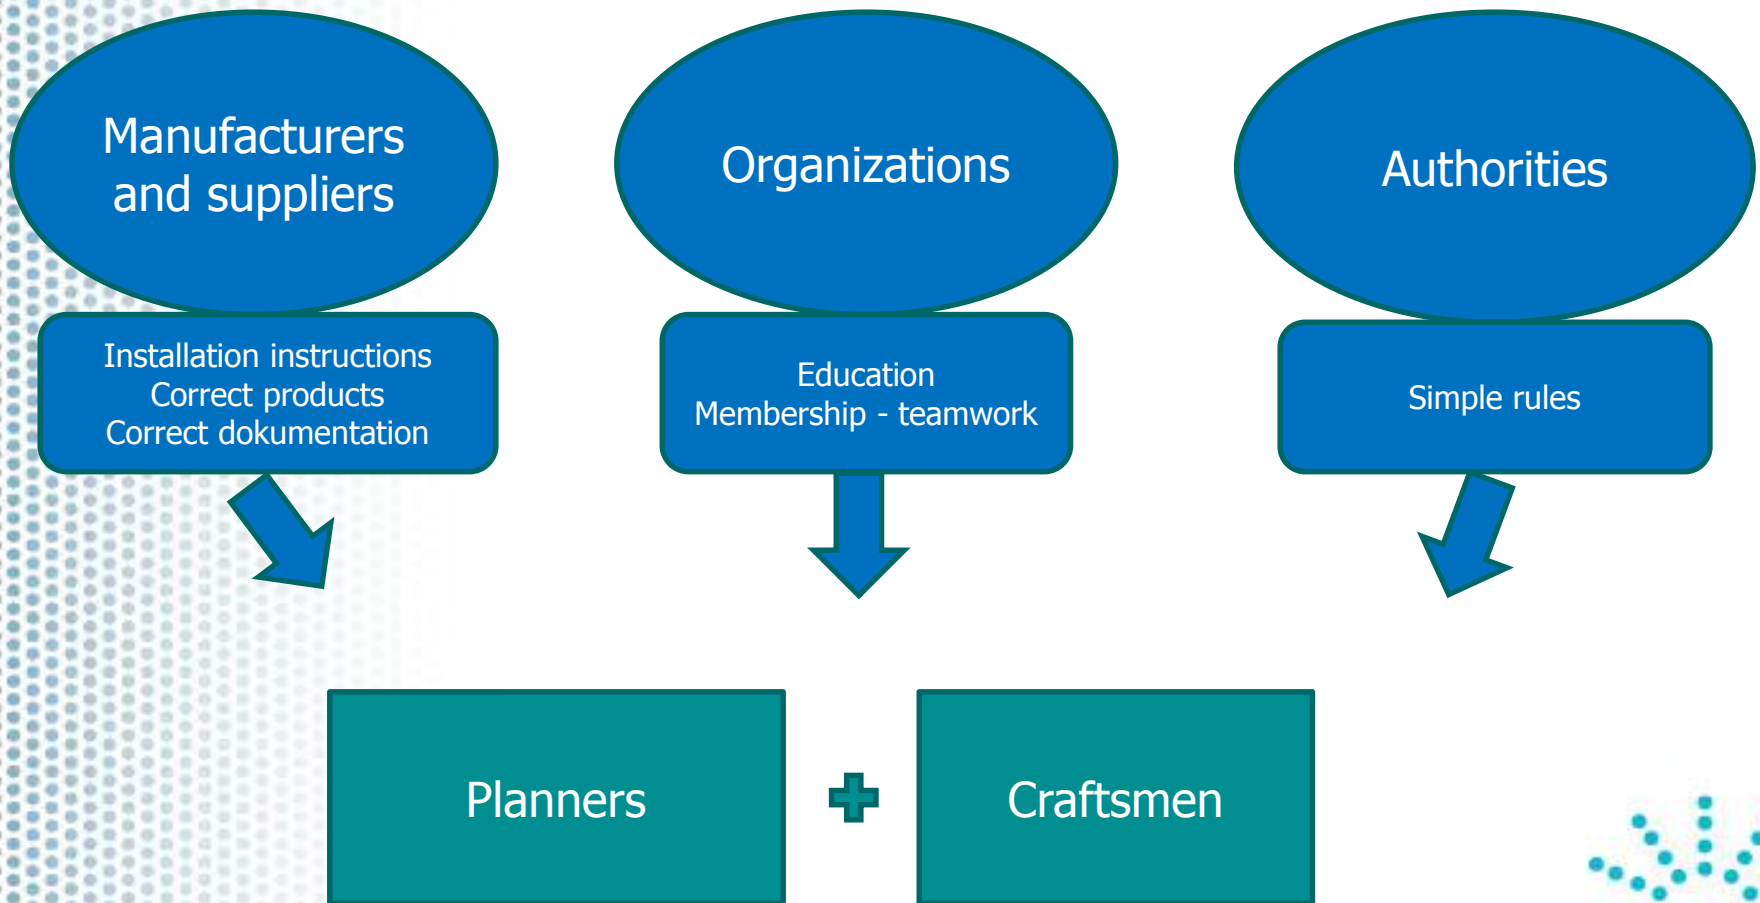 Manufacturers
and suppliers
Installation instructions
Correct products
Correct dokumentation
Organizations
Education
Membership - teamwork
Authorities
Simple rules
Planners
Craftsmen